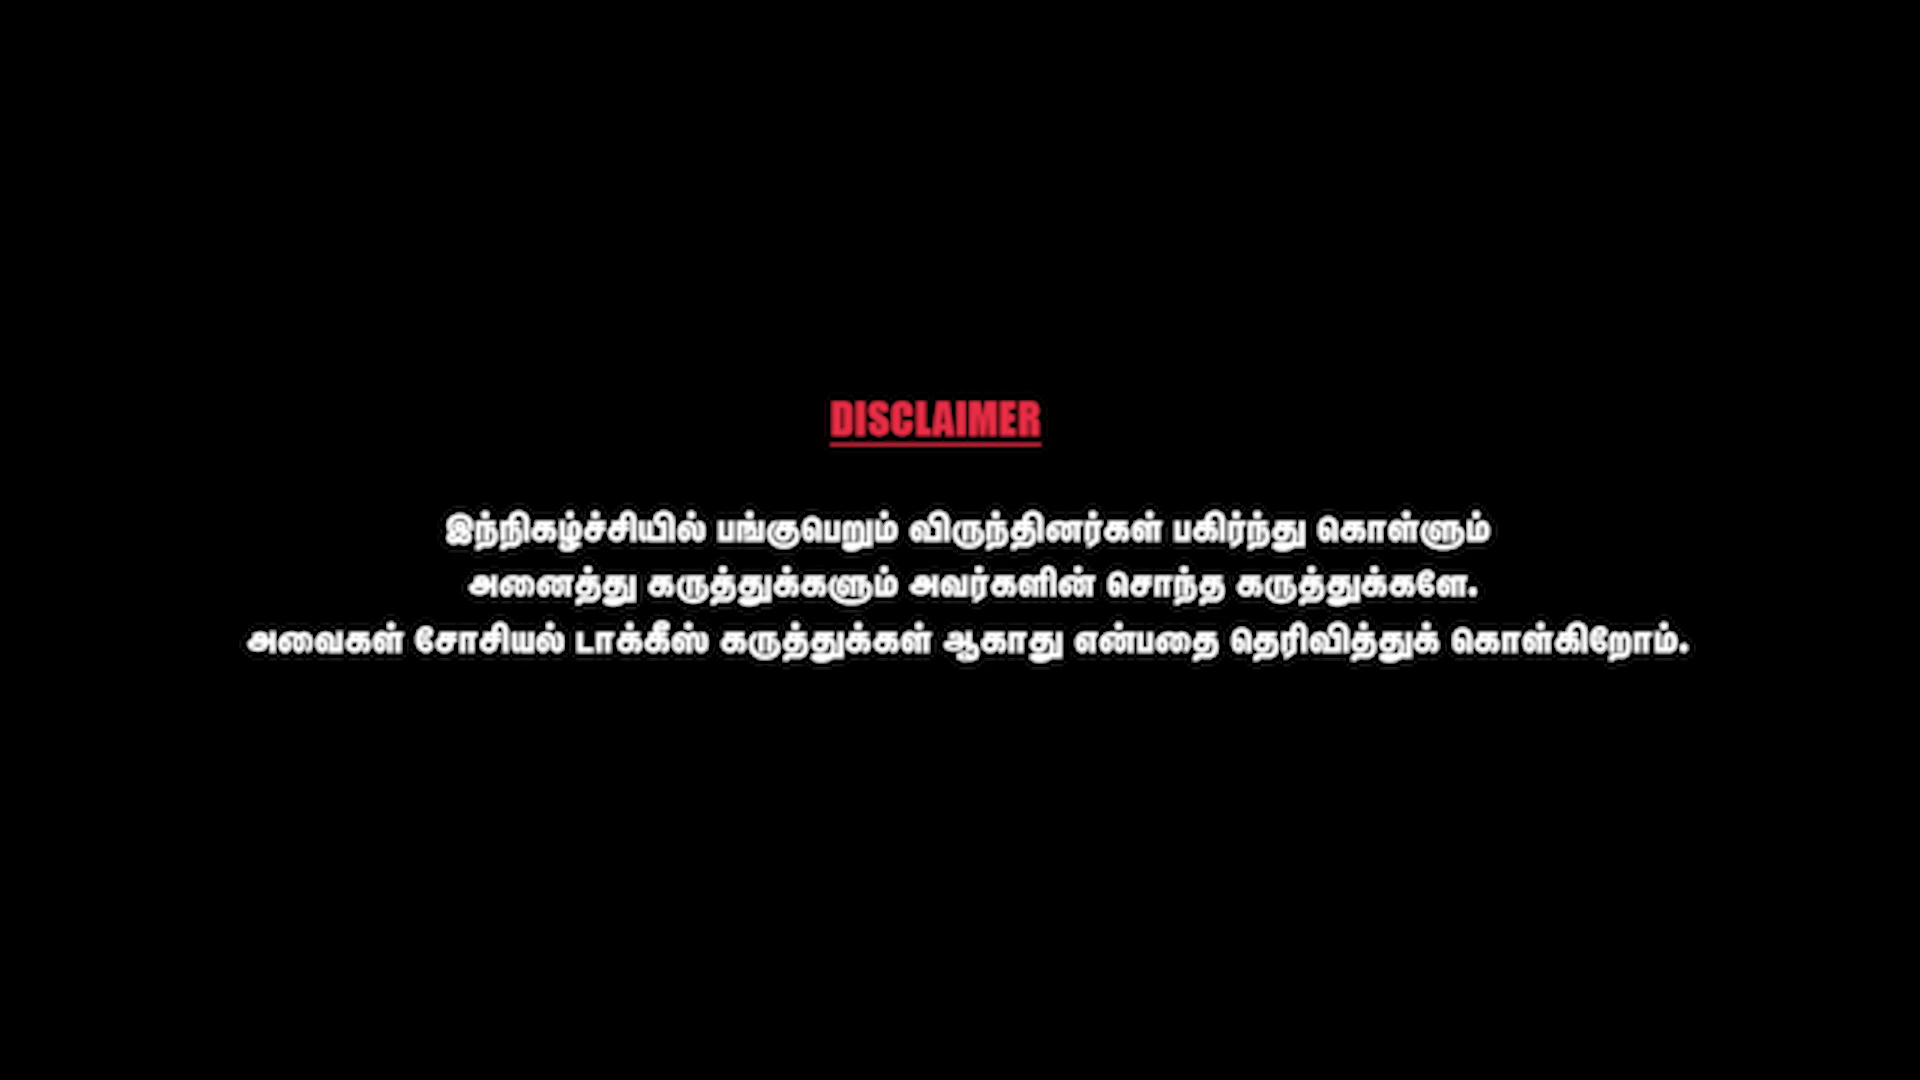 DISCLAIMER
இந்நிகழ்ச்சியில் பங்குபெறும் விருந்தினர்கள் பகிர்ந்து கொள்ளும்
அனைத்து கருத்துக்களும் அவர்களின் சொந்த கருத்துக்களே.
அவைகள் சோசியல் டாக்கீஸ் கருத்துக்கள் ஆகாது என்பதை தெரிவித்துக் கொள்கிறோம்.